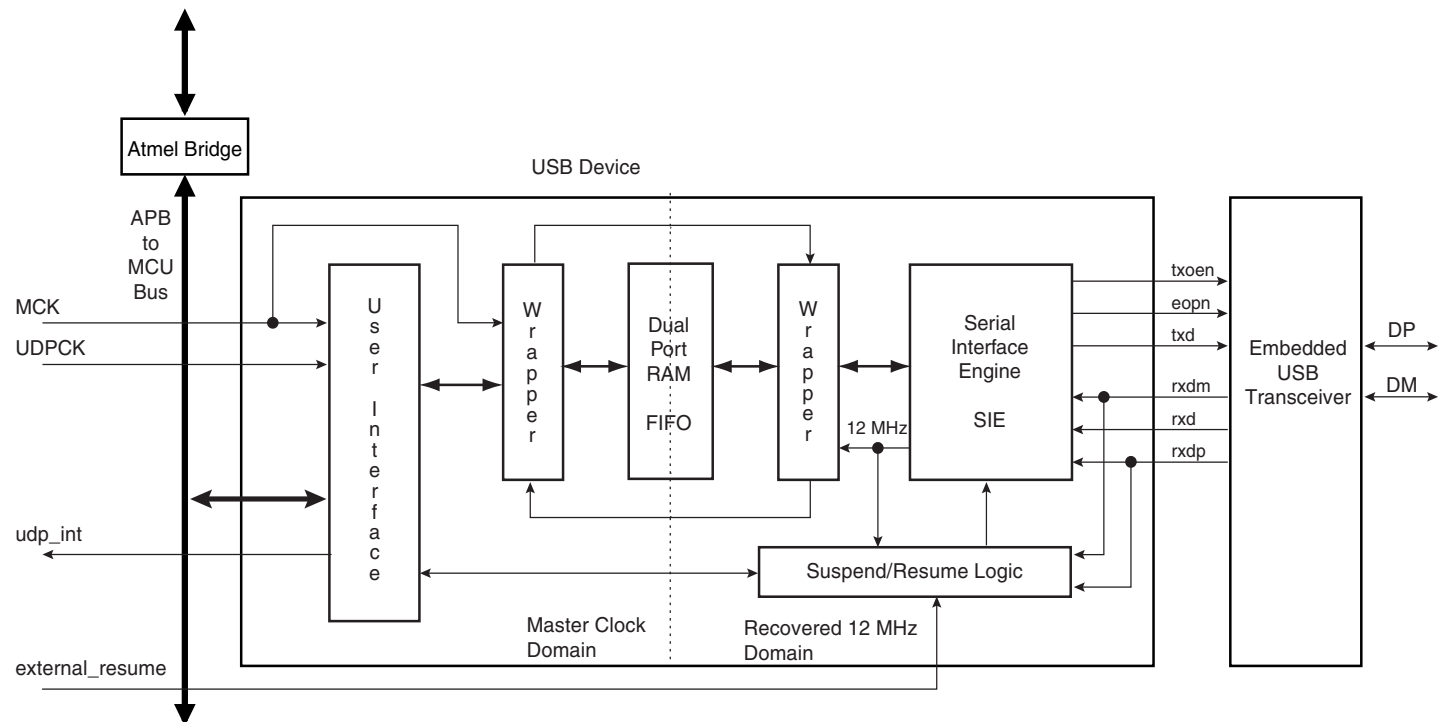 Atmel Bridge
USB Device
APB
to
MCU
Bus
MCK
UDPCK
udp_int
external_resume
User Interface
Wrapper
Dual
Port
RAM
FIFO
Wrapper
12 MHz
Serial
Interface
Engine
SIE
Suspend/Resume Logic
Master Clock
Domain
Recovered 12 MHz
Domain
txoen
eopn
txd
rxdm
rxd
rxdp
Embedded
USB
Transceiver
DP
DM